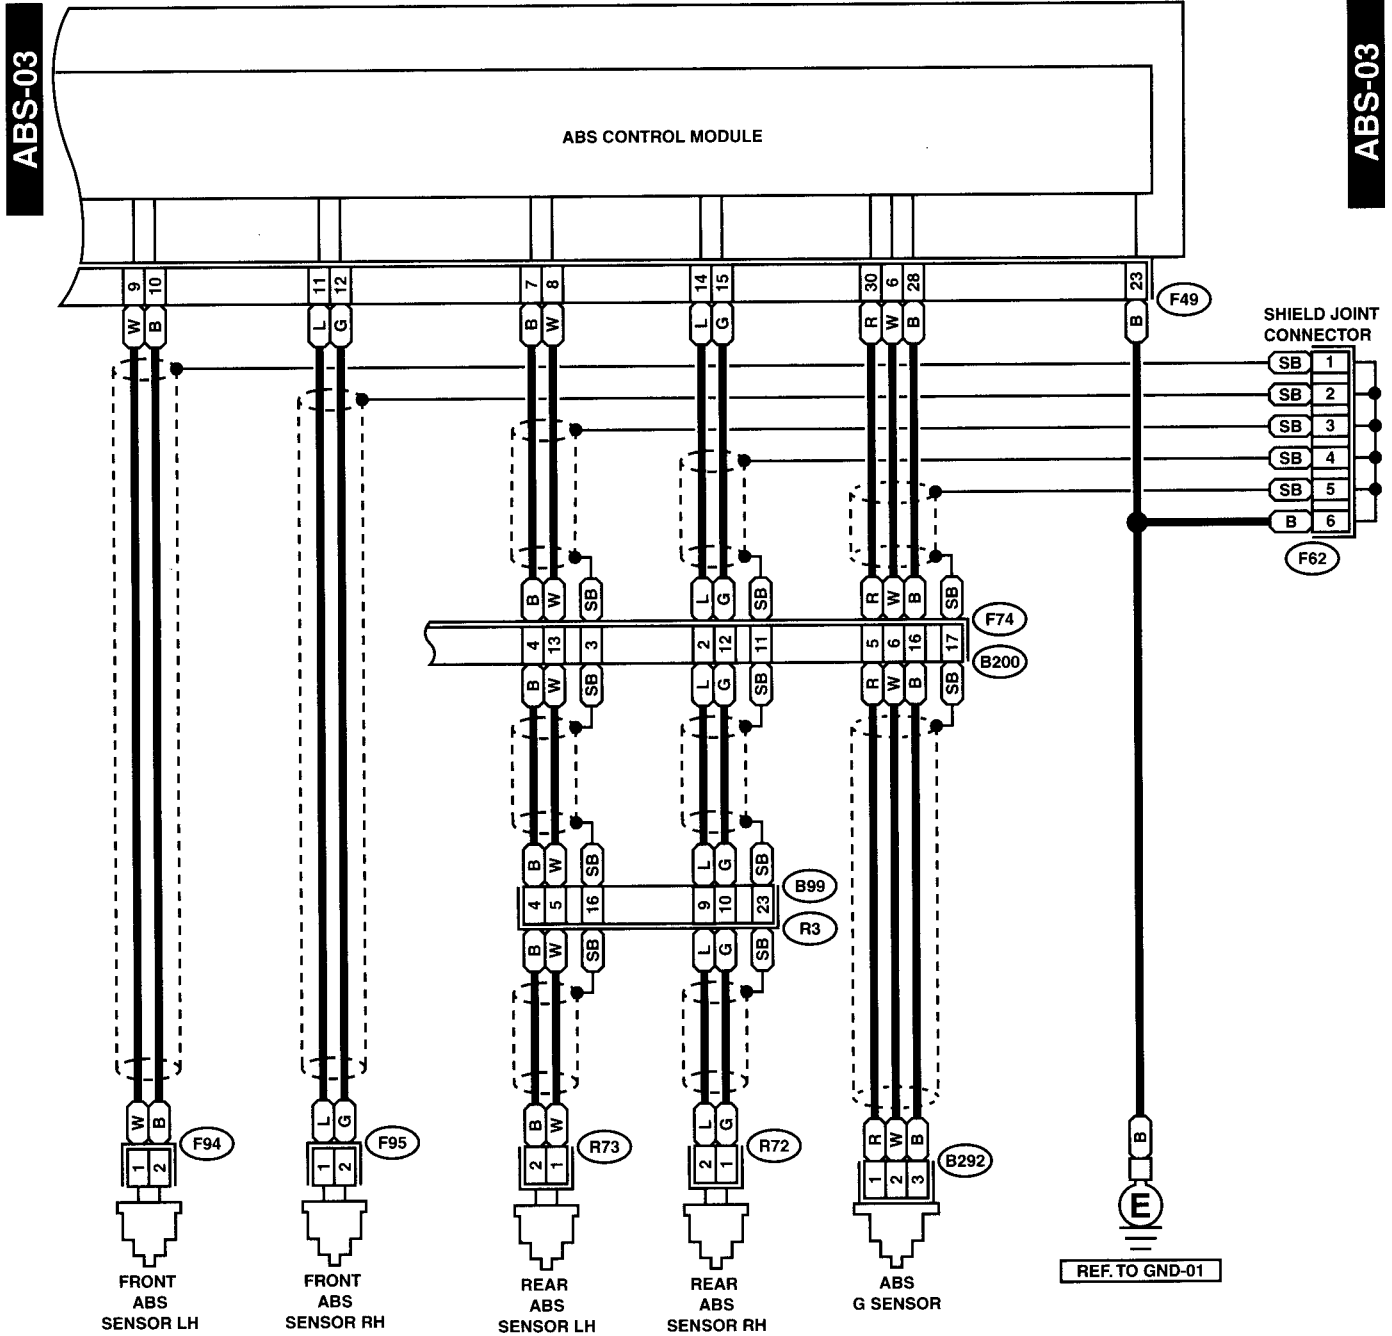 ABS-03
ABS-03
ABS CONTROL MODULE
9 10 11 12 7 8 14 15 30 6 28 23
F49
W B L G B W L G R W B B
SHIELD JOINT
CONNECTOR
SB 1
SB 2
SB 3
SB 4
SB 5
B 6
F62
B W SB L G SB R W B SB
F74
4 13 3 2 12 11 5 6 16 17
B200
B W SB L G SB R W B SB
B W SB L G SB
B99
4 5 16 9 10 23
R3
B W SB L G SB
W B L G B W L G R W B B
F94 F95 R73 R72 B292
1 2 1 2 2 1 2 1 1 2 3
E
REF. TO GND-01
FRONT
ABS
SENSOR LH
FRONT
ABS
SENSOR RH
REAR
ABS
SENSOR LH
REAR
ABS
SENSOR RH
ABS
G SENSOR